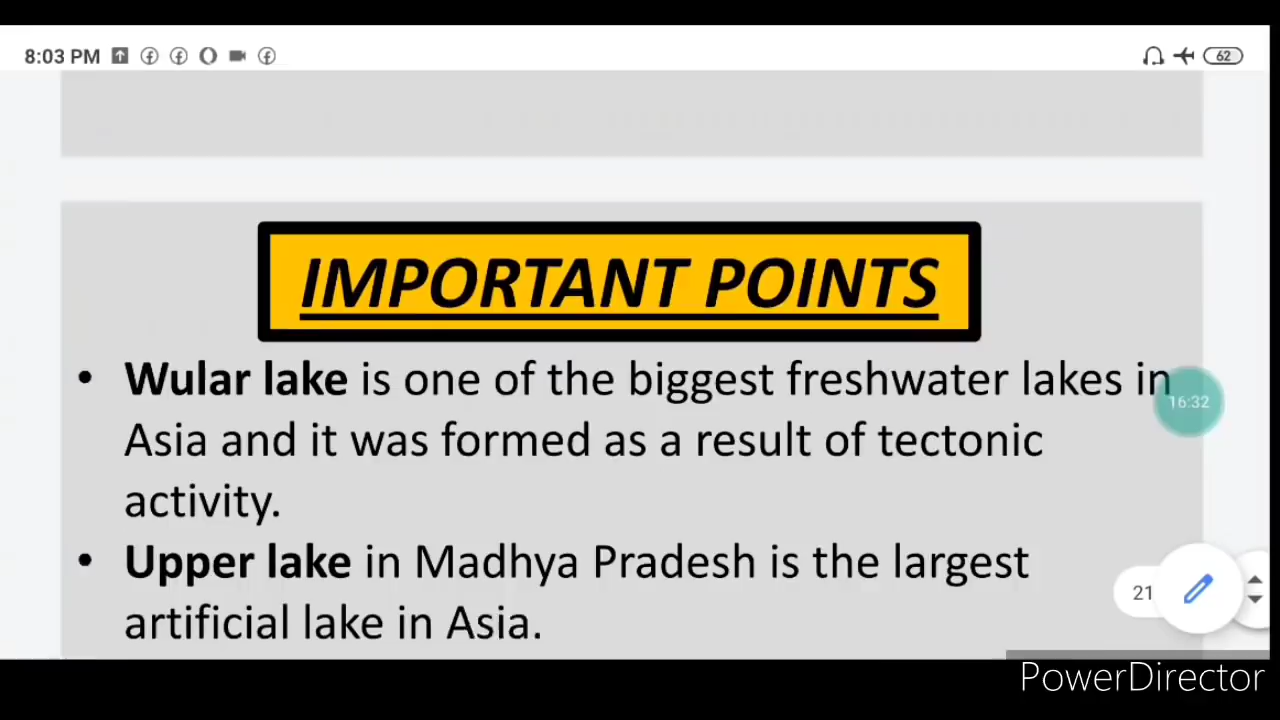 8:03 PM
62
IMPORTANT POINTS
• Wular lake is one of the biggest freshwater lakes in
16:32
Asia and it was formed as a result of tectonic
activity.
• Upper lake in Madhya Pradesh is the largest
21
artificial lake in Asia.
PowerDirector